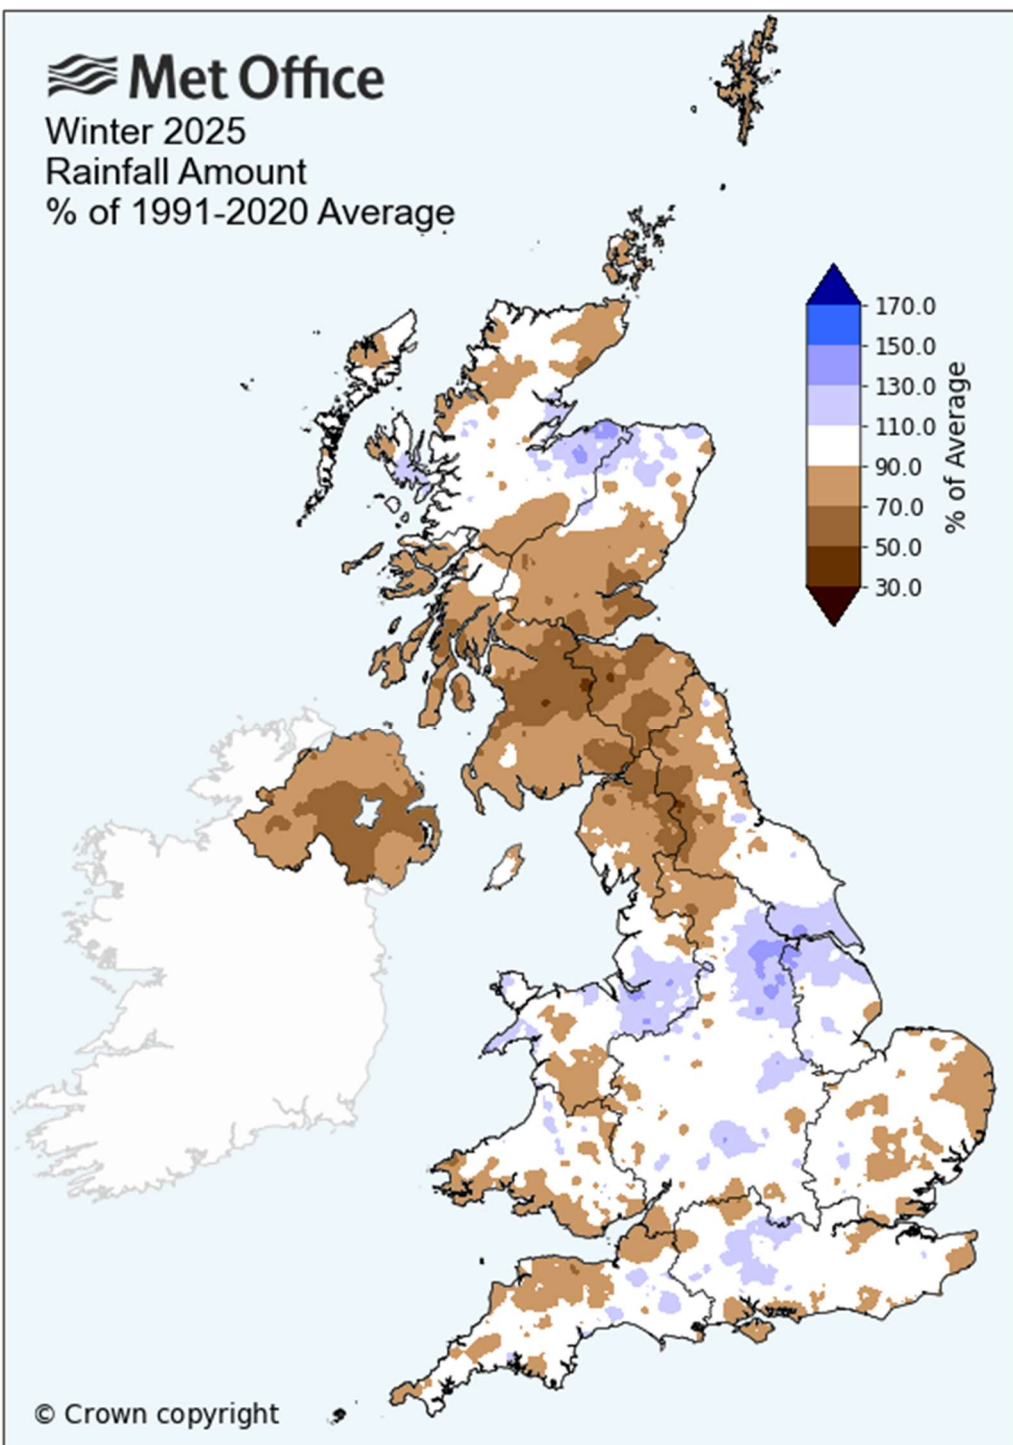 Met Office
Winter 2025
Rainfall Amount
% of 1991-2020 Average
170.0
150.0
130.0
110.0
90.0
70.0
50.0
30.0
% of Average
© Crown copyright